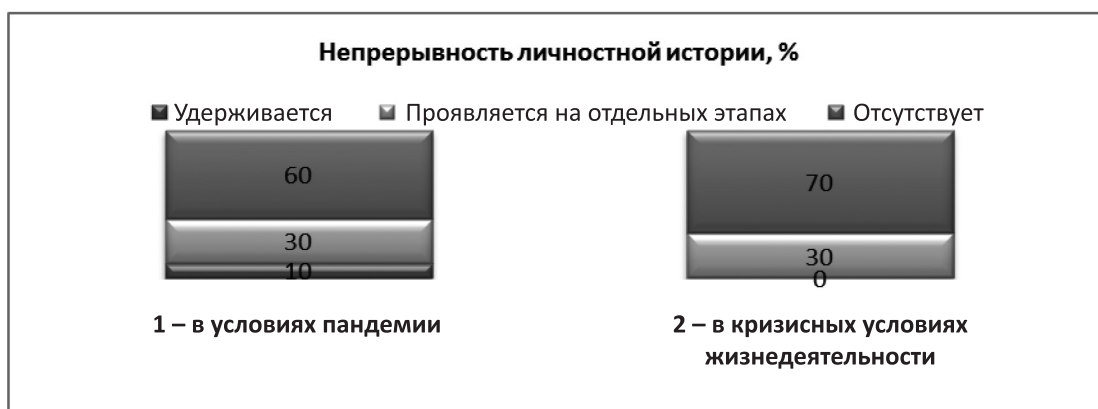 Непрерывность личностной истории, %
Удерживается Проявляется на отдельных этапах Отсутствует
60
70
30
30
10
0
1 – в условиях пандемии
2 – в кризисных условиях
жизнедеятельности